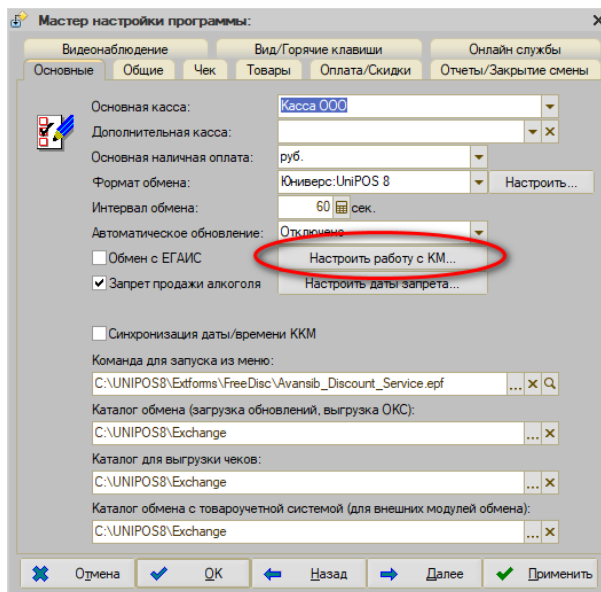 Мастер настройки программы:
Видеонаблюдение Вид/Горячие клавиши Онлайн службы
Основные Общие Чек Товары Оплата/Скидки Отчеты/Закрытие смены
Основная касса: Касса ООО
Дополнительная касса:
Основная наличная оплата: руб.
Формат обмена: Юниверс:UniPOS 8 Настроить...
Интервал обмена: 60 сек.
Автоматическое обновление: Отключено
Обмен с ЕГАИС Настроить работу с КМ...
Запрет продажи алкоголя Настроить даты запрета...
Синхронизация даты/времени ККМ
Команда для запуска из меню:
C:\UNIPOS8\Extforms\FreeDisc\Avansib_Discount_Service.epf ...
Каталог обмена (загрузка обновлений, выгрузка ОКС):
C:\UNIPOS8\Exchange ...
Каталог для выгрузки чеков:
C:\UNIPOS8\Exchange ...
Каталог обмена с товароучетной системой (для внешних модулей обмена):
C:\UNIPOS8\Exchange ...
Отмена OK Назад Далее Применить